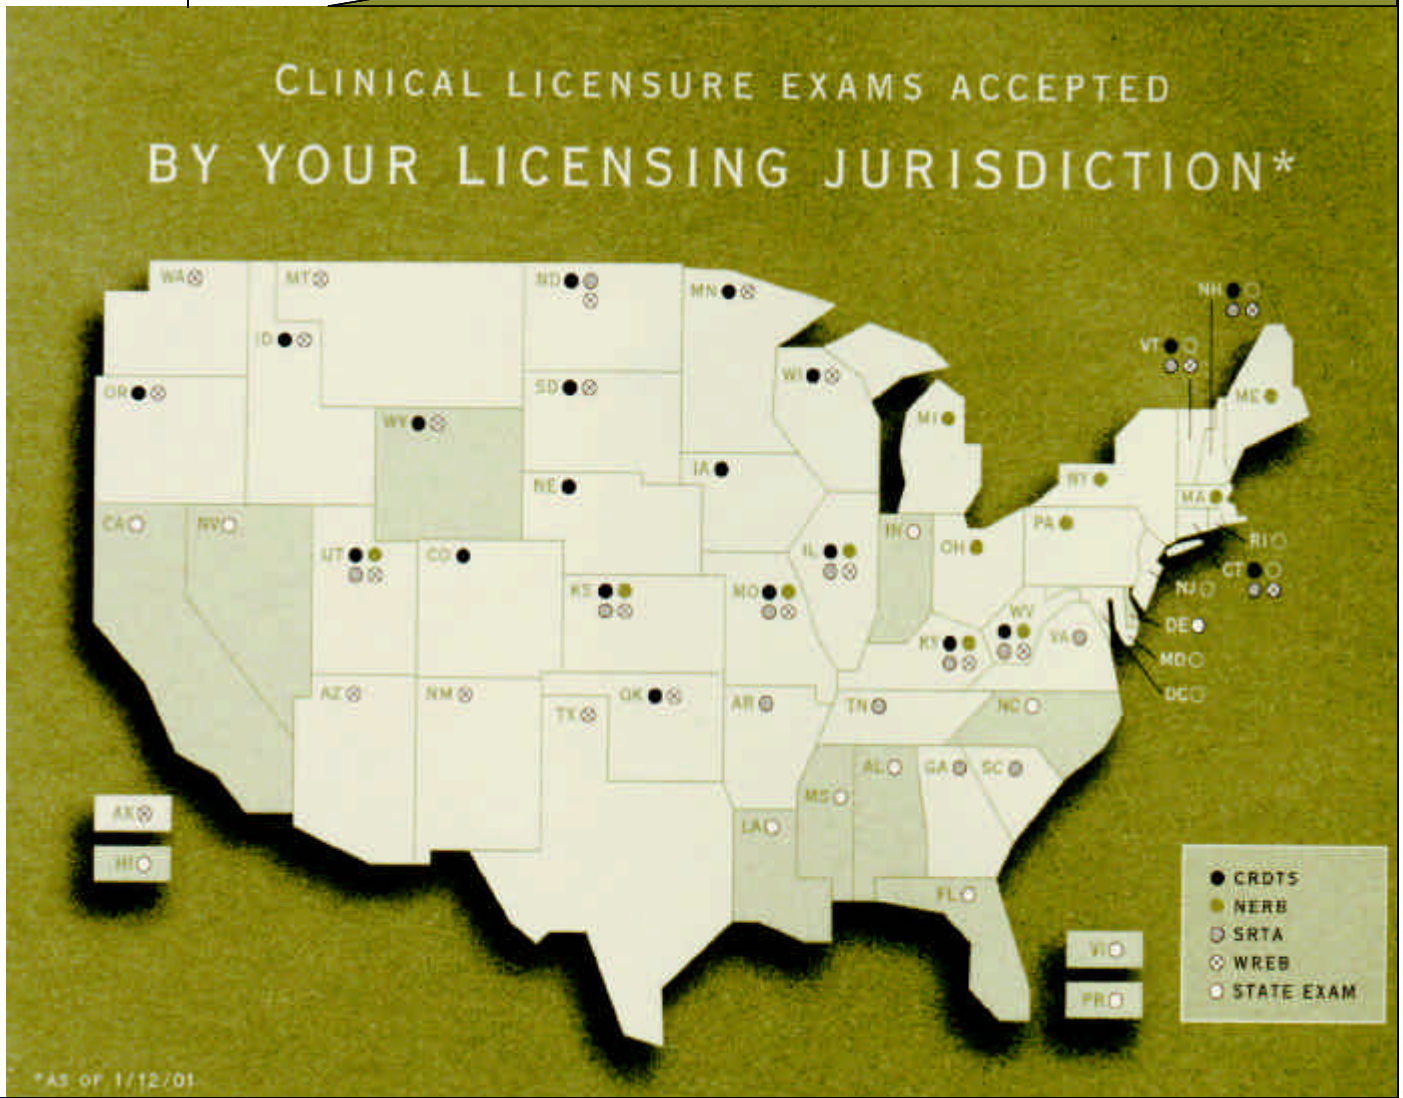 CLINICAL LICENSURE EXAMS ACCEPTED
BY YOUR LICENSING JURISDICTION*
WA
MT
ND
MN
NH
ID
VT
OR
SD
WI
ME
WY
MI
IA
NE
NY
MA
CA
NV
PA
IN
RI
UT
CO
IL
OH
CT
KS
MO
NJ
WV
DE
KY
VA
MD
AZ
NM
OK
AR
TN
NC
DC
TX
AL
GA
SC
MS
AK
LA
HI
FL
VI
PR
CRDTS
NERB
SRTA
WREB
STATE EXAM
*AS OF 1/12/01